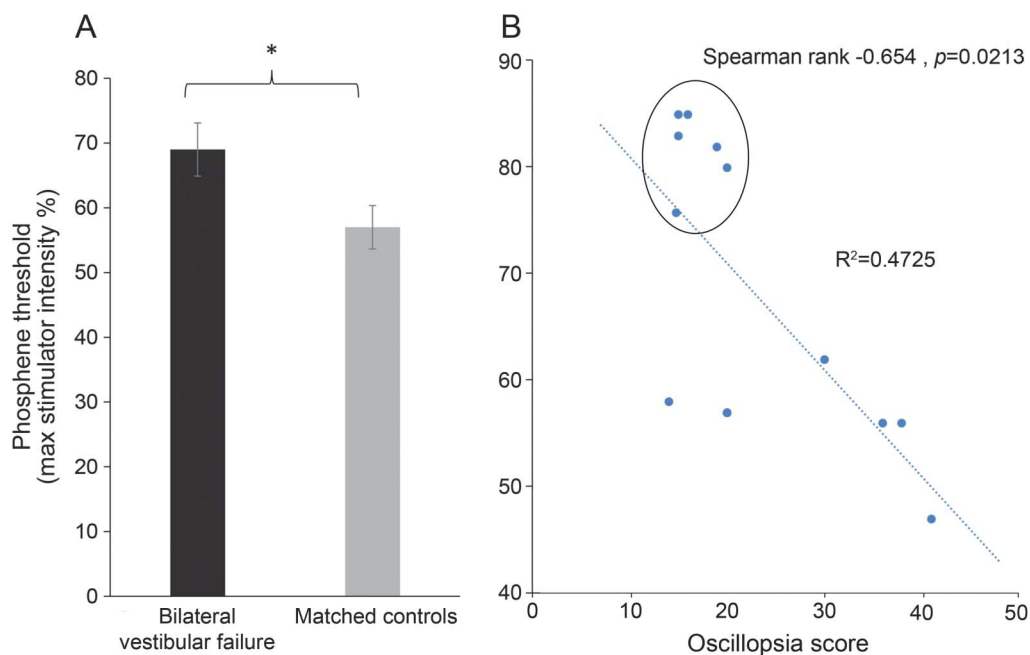 A
*
Phosphene threshold
(max stimulator intensity %)
80
70
60
50
40
30
20
10
0
Bilateral
vestibular failure
Matched controls
B
Spearman rank -0.654 , p=0.0213
R²=0.4725
90
80
70
60
50
40
0
10
20
30
40
50
Oscillopsia score